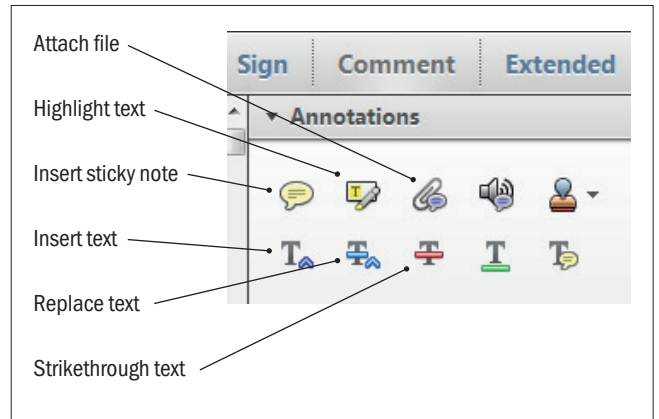 Attach file
Sign Comment Extended
Highlight text
Annotations
Insert sticky note
T
Insert text
T T T T T
Replace text
Strikethrough text